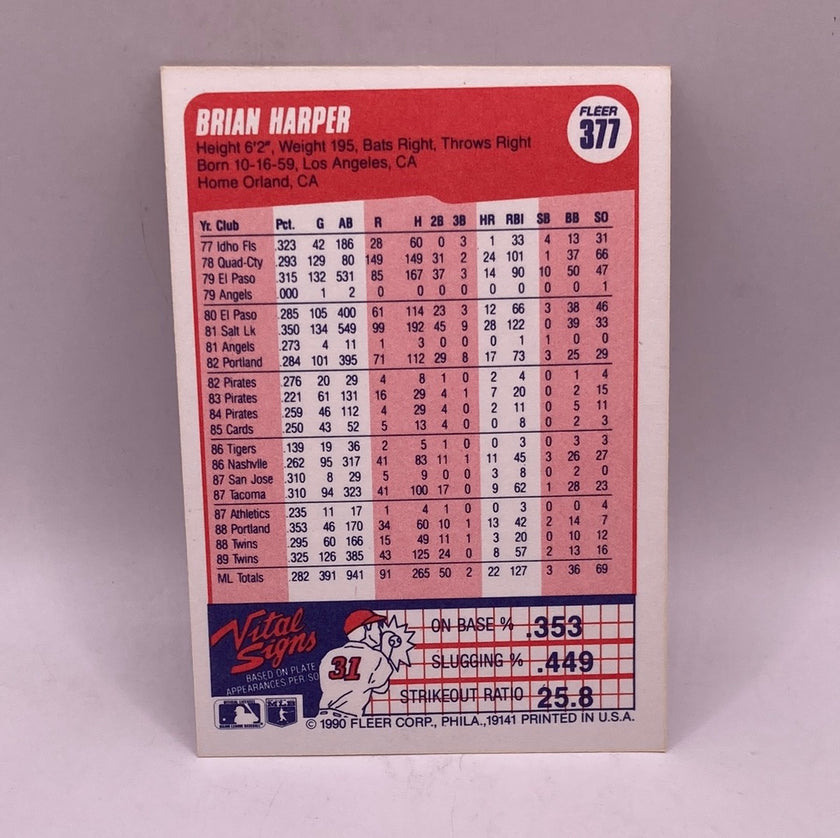 BRIAN HARPER
FLEER
377
Height 6'2", Weight 195, Bats Right, Throws Right
Born 10-16-59, Los Angeles, CA
Home Orland, CA
Yr. Club Pct. G AB R H 2B 3B HR RBI SB BB SO
77 Idho Fls .323 42 186 28 60 0 3 1 33 4 13 31
78 Quad-Cty .293 129 80 149 149 31 2 24 101 1 37 66
79 El Paso .315 132 531 85 167 37 3 14 90 10 50 47
79 Angels .000 1 2 0 0 0 0 0 0 0 0 1
80 El Paso .285 105 400 61 114 23 3 12 66 3 38 46
81 Salt Lk .350 134 549 99 192 45 9 28 122 0 39 33
81 Angels .273 4 11 1 3 0 0 0 1 1 0 0
82 Portland .284 101 395 71 112 29 8 17 73 3 25 29
82 Pirates .276 20 29 4 8 1 0 2 4 0 1 4
83 Pirates .221 61 131 16 29 4 1 7 20 0 2 15
84 Pirates .259 46 112 4 29 4 0 2 11 0 5 11
85 Cards .250 43 52 5 13 4 0 0 8 0 2 3
86 Tigers .139 19 36 2 5 1 0 0 3 0 3 3
86 Nashvlle .262 95 317 41 83 11 1 11 45 3 26 27
87 San Jose .310 8 29 5 9 0 0 3 8 0 2 0
87 Tacoma .310 94 323 41 100 17 0 9 62 1 28 23
87 Athletics .235 11 17 1 4 1 0 0 3 0 0 4
88 Portland .353 46 170 34 60 10 1 13 42 2 14 7
88 Twins .295 60 166 15 49 11 1 3 20 0 10 12
89 Twins .325 126 385 43 125 24 0 8 57 2 13 16
ML Totals .282 391 941 91 265 50 2 22 127 3 36 69
Vital Signs
BASED ON PLATE
APPEARANCES PER SO
31
ON BASE % .353
SLUGGING % .449
STRIKEOUT RATIO 25.8
© 1990 FLEER CORP., PHILA., 19141 PRINTED IN U.S.A.